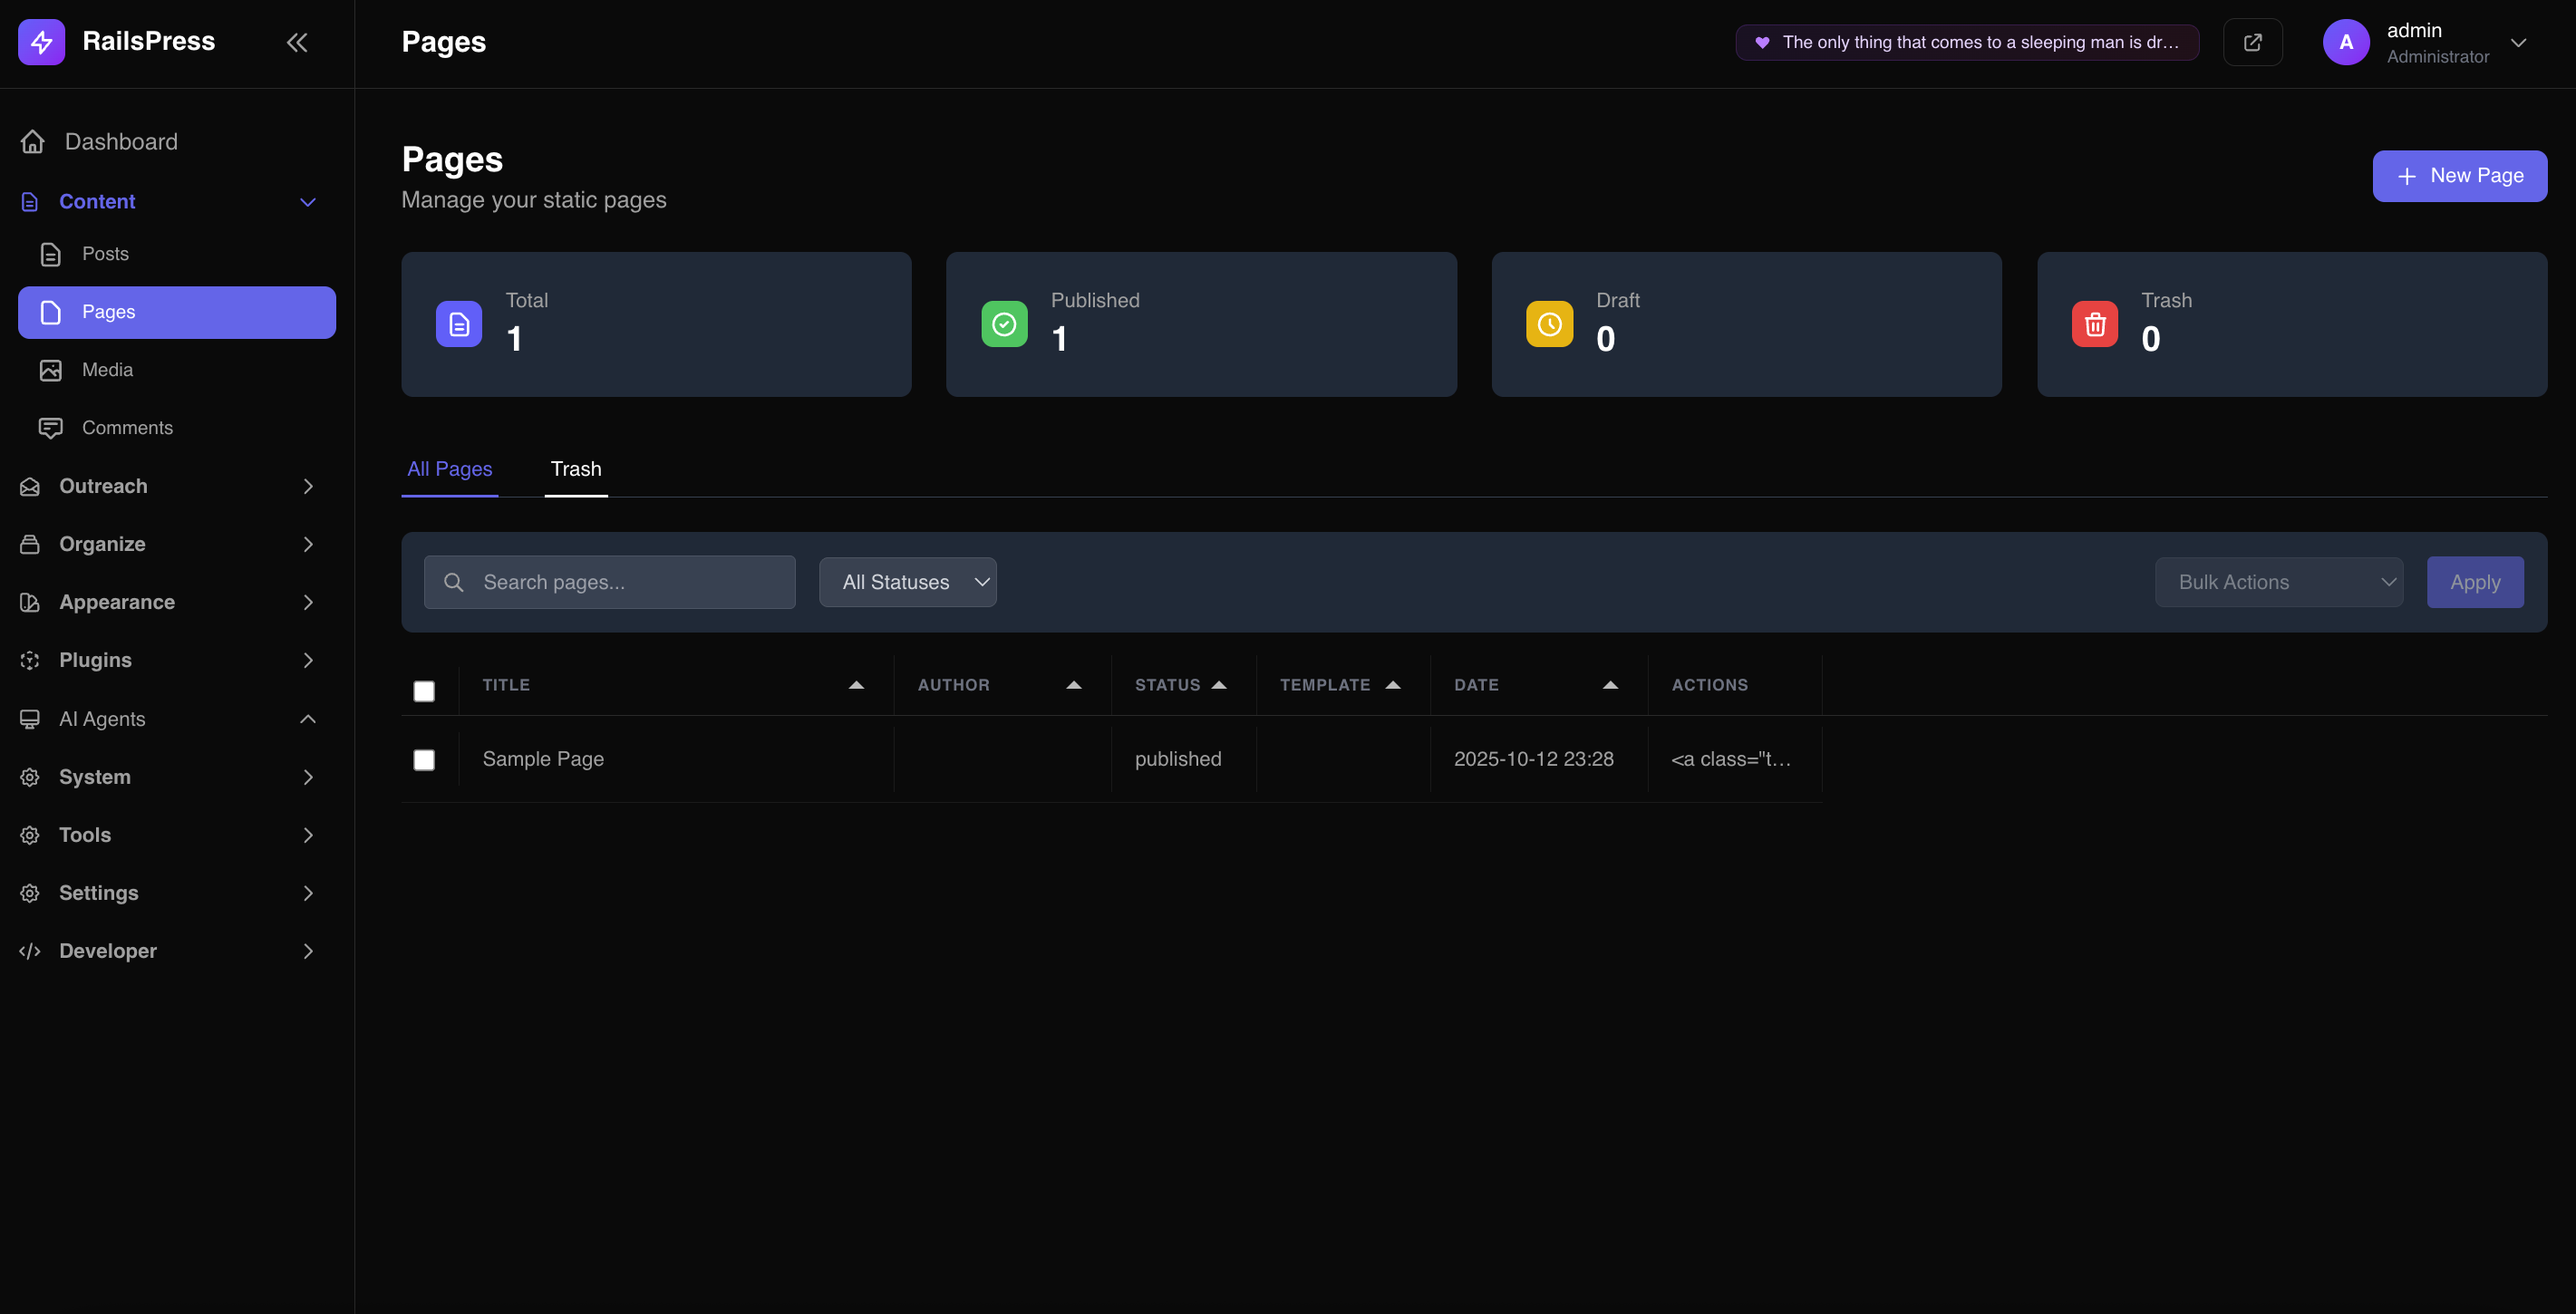 RailsPress
Pages
The only thing that comes to a sleeping man is dr...
A
admin
Administrator
Dashboard
Content
Posts
Pages
Media
Comments
Outreach
Organize
Appearance
Plugins
AI Agents
System
Tools
Settings
Developer
Pages
Manage your static pages
New Page
Total
1
Published
1
Draft
0
Trash
0
All Pages
Trash
Search pages...
All Statuses
Bulk Actions
Apply
TITLE
AUTHOR
STATUS
TEMPLATE
DATE
ACTIONS
Sample Page
published
2025-10-12 23:28
<a class="t...